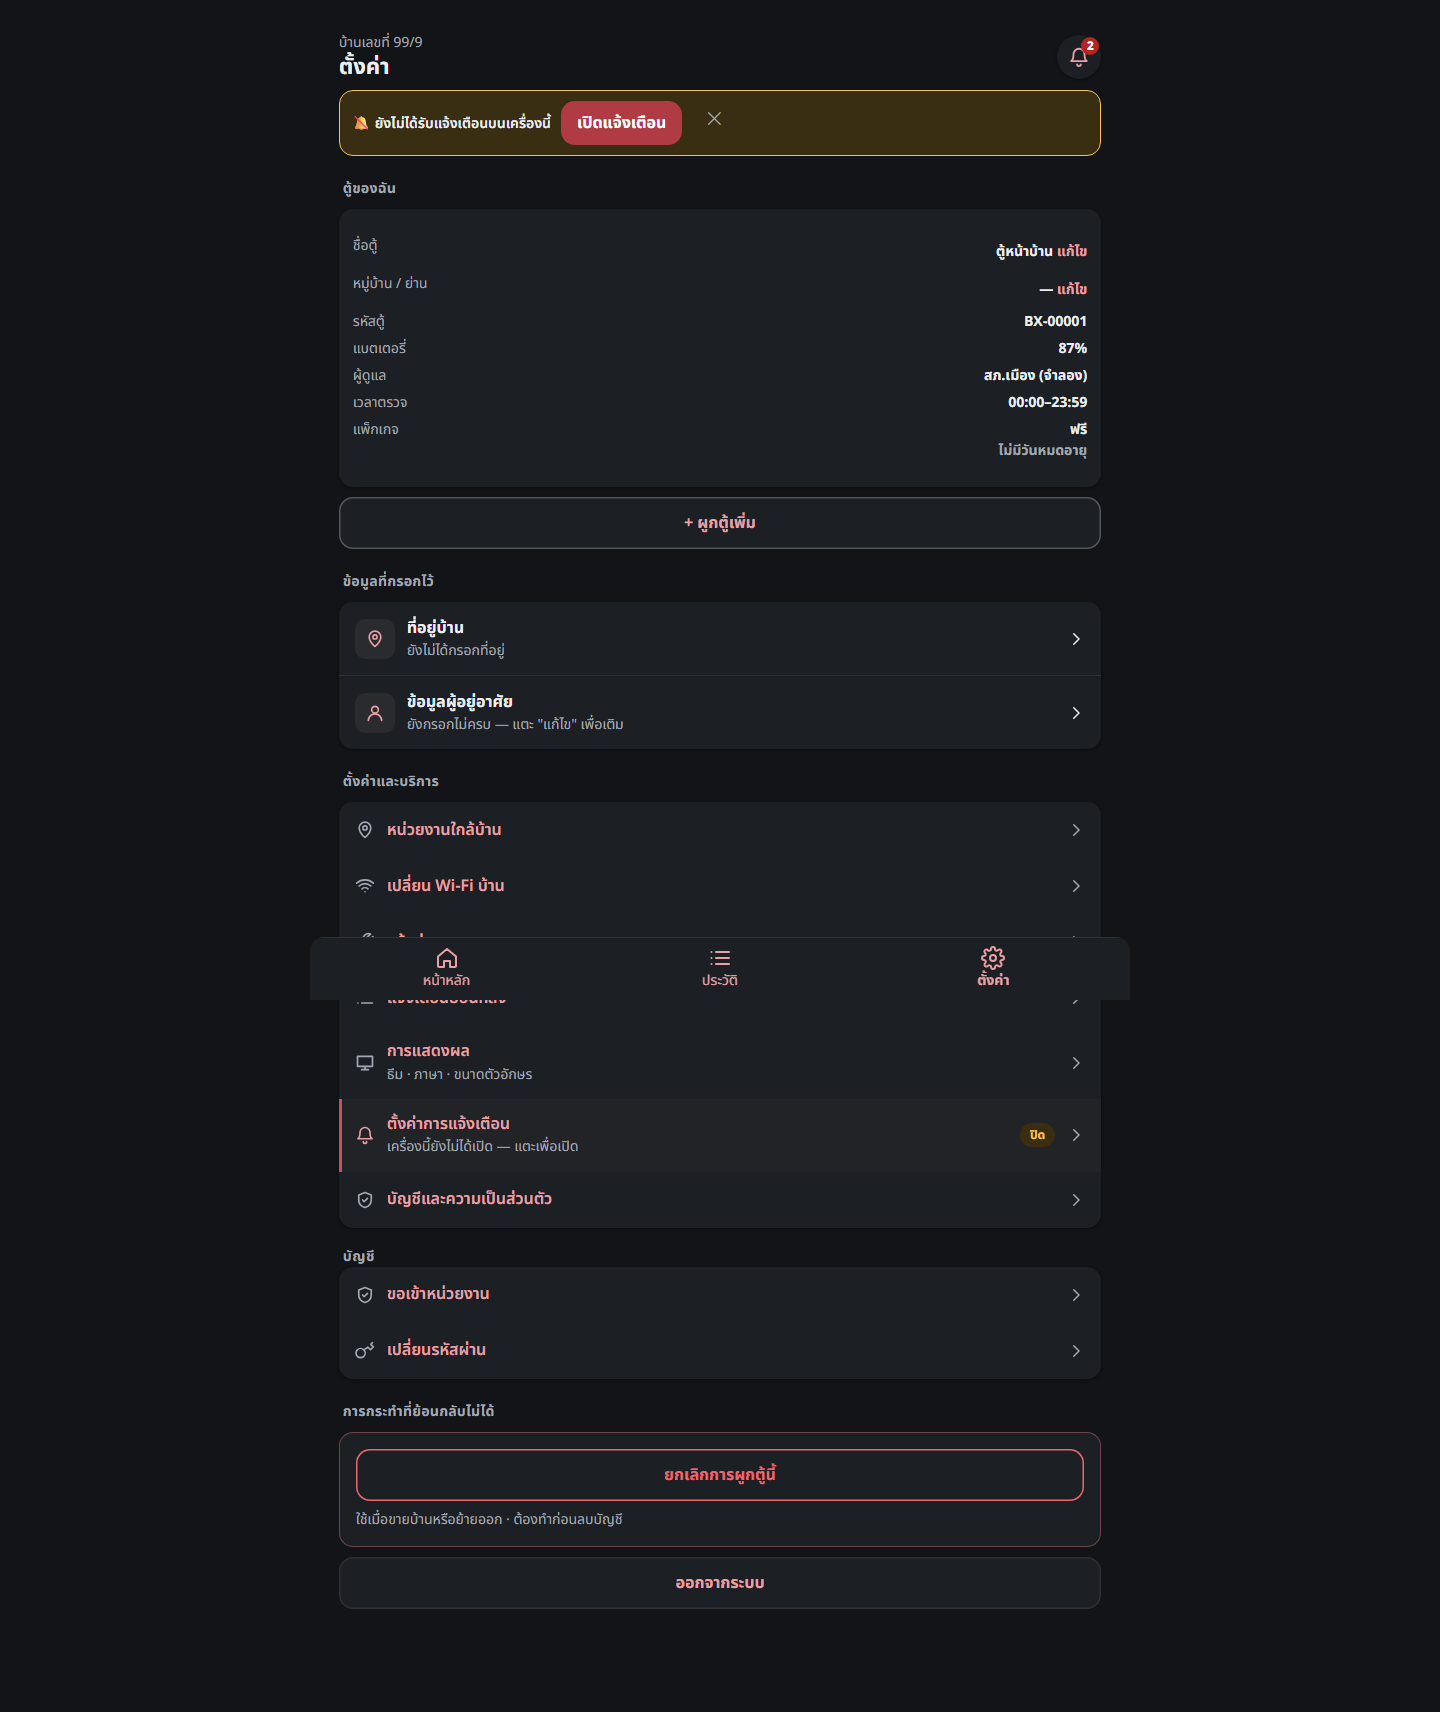 บ้านเลขที่ 99/9
ตั้งค่า
2
ยังไม่ได้รับแจ้งเตือนบนเครื่องนี้
เปิดแจ้งเตือน
ตู้ของฉัน
ชื่อตู้
ตู้หน้าบ้าน แก้ไข
หมู่บ้าน / ย่าน
— แก้ไข
รหัสตู้
BX-00001
แบตเตอรี่
87%
ผู้ดูแล
สภ.เมือง (จำลอง)
เวลาตรวจ
00:00–23:59
แพ็กเกจ
ฟรี
ไม่มีวันหมดอายุ
+ ผูกตู้เพิ่ม
ข้อมูลที่กรอกไว้
ที่อยู่บ้าน
ยังไม่ได้กรอกที่อยู่
ข้อมูลผู้อยู่อาศัย
ยังกรอกไม่ครบ — แตะ "แก้ไข" เพื่อเติม
ตั้งค่าและบริการ
หน่วยงานใกล้บ้าน
เปลี่ยน Wi-Fi บ้าน
หน้าหลัก
ประวัติ
ตั้งค่า
การแสดงผล
ธีม · ภาษา · ขนาดตัวอักษร
ตั้งค่าการแจ้งเตือน
เครื่องนี้ยังไม่ได้เปิด — แตะเพื่อเปิด
ปิด
บัญชีและความเป็นส่วนตัว
บัญชี
ขอเข้าหน่วยงาน
เปลี่ยนรหัสผ่าน
การกระทำที่ย้อนกลับไม่ได้
ยกเลิกการผูกตู้นี้
ใช้เมื่อขายบ้านหรือย้ายออก · ต้องทำก่อนลบบัญชี
ออกจากระบบ